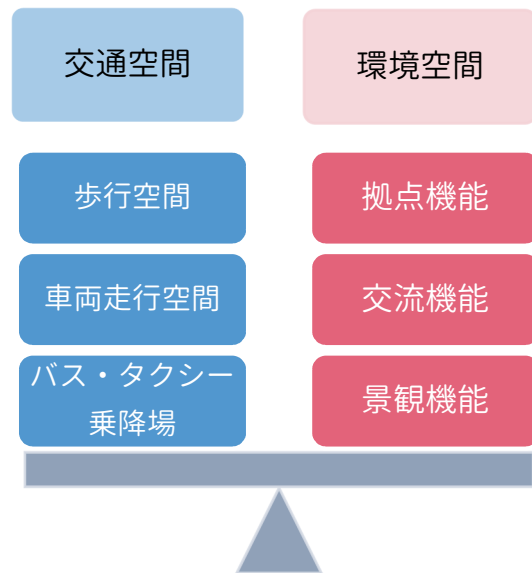 交通空間
環境空間
歩行空間
拠点機能
車両走行空間
交流機能
バス・タクシー
乗降場
景観機能